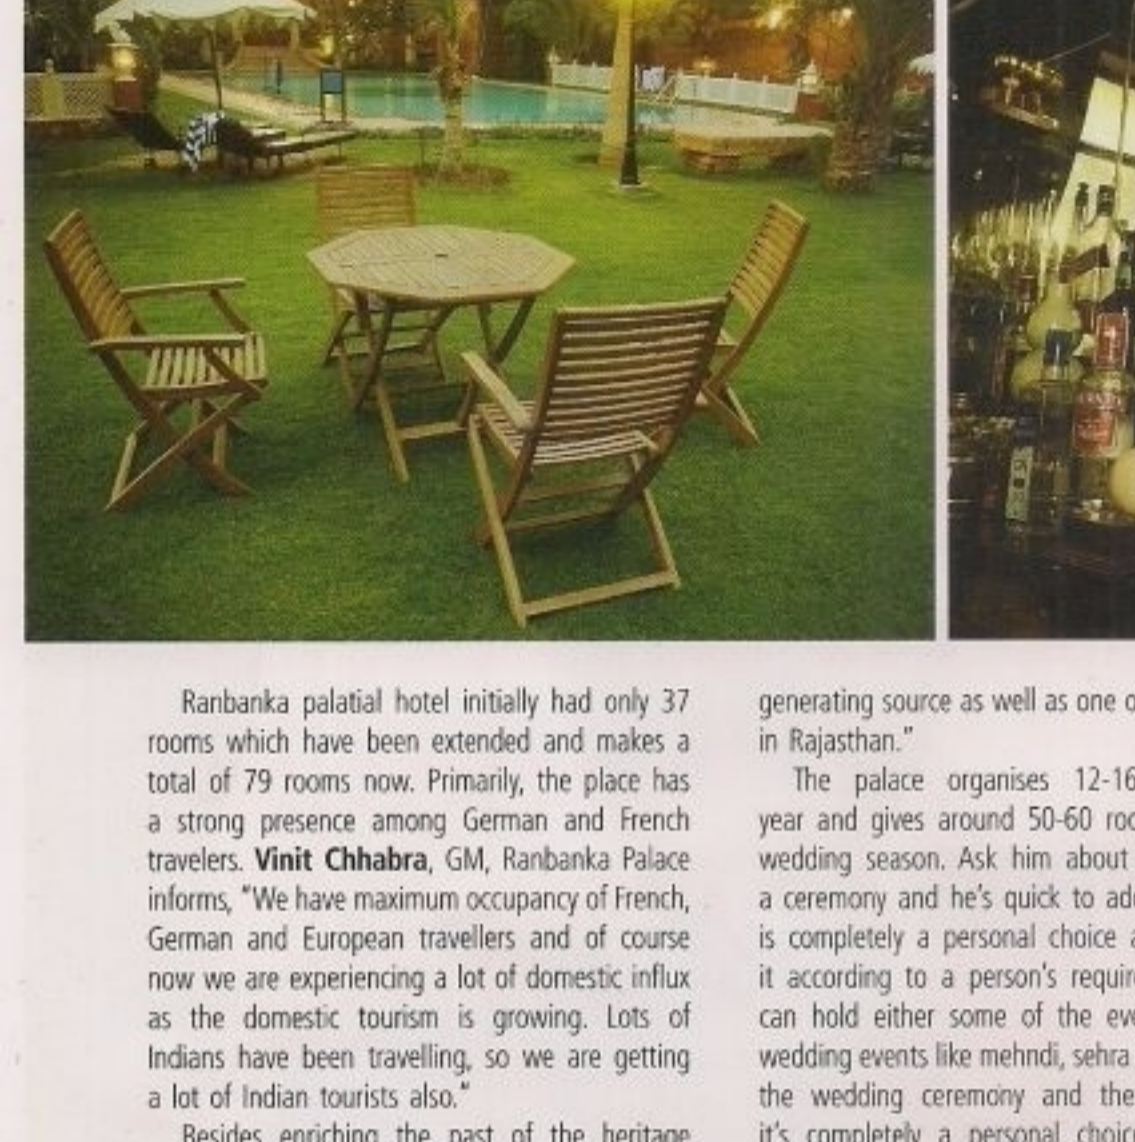 Ranbanka palatial hotel initially had only 37
rooms which have been extended and makes a
total of 79 rooms now. Primarily, the place has
a strong presence among German and French
travelers. Vinit Chhabra, GM, Ranbanka Palace
informs, "We have maximum occupancy of French,
German and European travellers and of course
now we are experiencing a lot of domestic influx
as the domestic tourism is growing. Lots of
Indians have been travelling, so we are getting
a lot of Indian tourists also."
Besides enriching the past of the heritage
generating source as well as one
in Rajasthan."
The palace organises 12-16
year and gives around 50-60
wedding season. Ask him about
a ceremony and he's quick to
is completely a personal choice
it according to a person's
can hold either some of the
wedding events like mehndi, sehra
the wedding ceremony and the
it's completely a personal